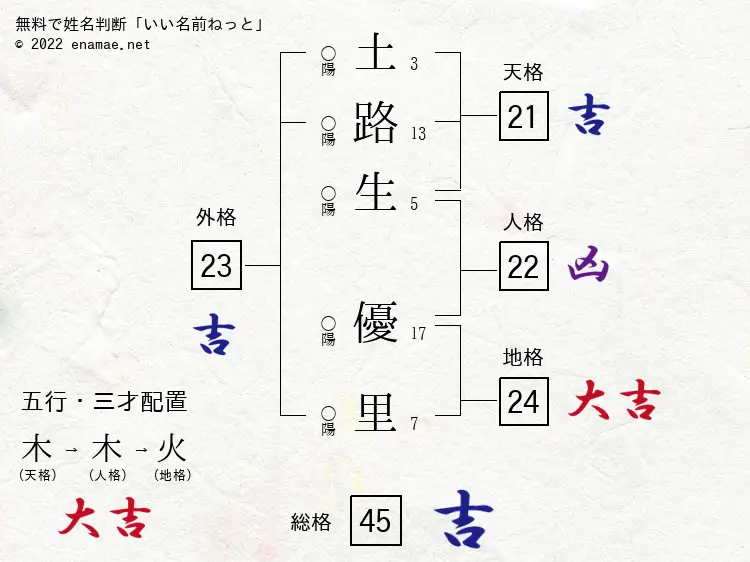 無料で姓名判断「いい名前ねっと」
© 2022 enamae.net
○陽 土 3
○陽 路 13
○陽 生 5
○陽 優 17
○陽 里 7
天格
21 吉
人格
22 凶
地格
24 大吉
外格
23
吉
五行・三才配置
木→木→火
(天格) (人格) (地格)
大吉
総格 45 吉